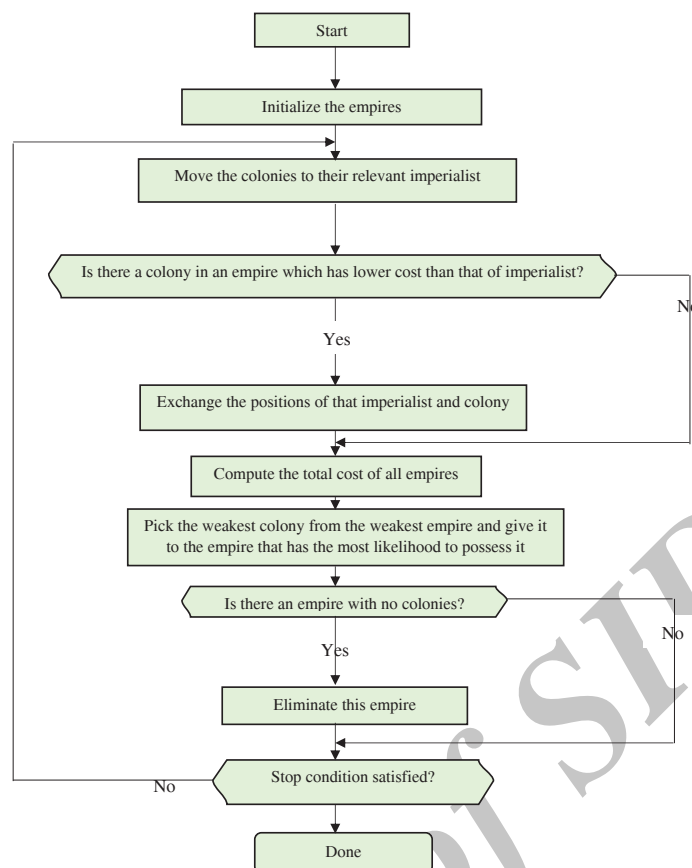 Start
Initialize the empires
Move the colonies to their relevant imperialist
Is there a colony in an empire which has lower cost than that of imperialist?
No
Yes
Exchange the positions of that imperialist and colony
Compute the total cost of all empires
Pick the weakest colony from the weakest empire and give it
to the empire that has the most likelihood to possess it
Is there an empire with no colonies?
No
Yes
Eliminate this empire
Stop condition satisfied?
No
Done
of